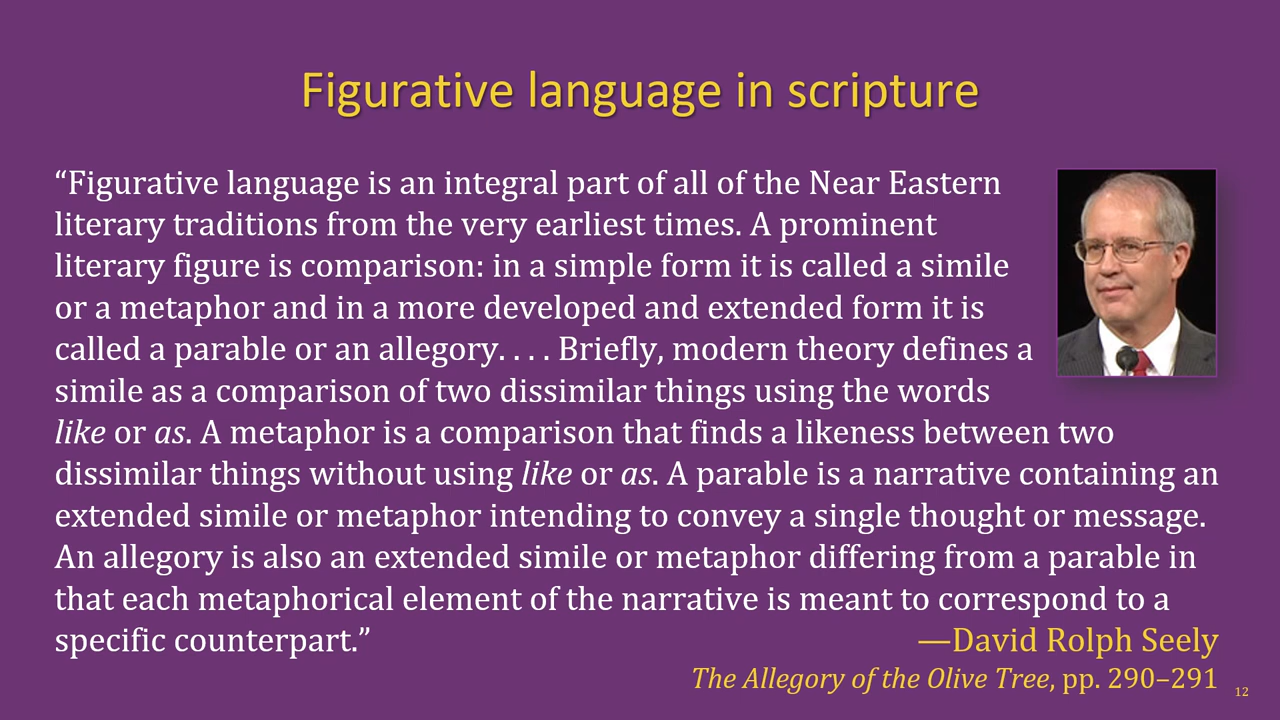 Figurative language in scripture
“Figurative language is an integral part of all of the Near Eastern
literary traditions from the very earliest times. A prominent
literary figure is comparison: in a simple form it is called a simile
or a metaphor and in a more developed and extended form it is
called a parable or an allegory. . . . Briefly, modern theory defines a
simile as a comparison of two dissimilar things using the words
like or as. A metaphor is a comparison that finds a likeness between two
dissimilar things without using like or as. A parable is a narrative containing an
extended simile or metaphor intending to convey a single thought or message.
An allegory is also an extended simile or metaphor differing from a parable in
that each metaphorical element of the narrative is meant to correspond to a
specific counterpart.”
—David Rolph Seely
The Allegory of the Olive Tree, pp. 290–291
12